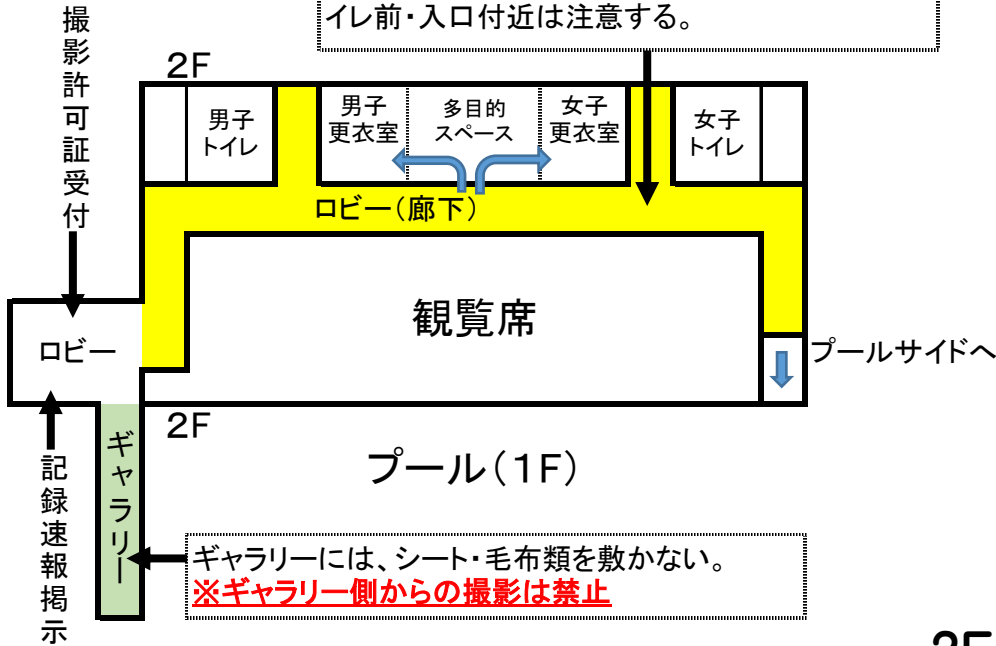 イレ前・入口付近は注意する。
撮影許可証受付
2F
男子
トイレ
男子
更衣室
多目的
スペース
女子
更衣室
女子
トイレ
ロビー(廊下)
観覧席
ロビー
プールサイドへ
2F
プール(1F)
ギャラリー
記録速報掲示
ギャラリーには、シート・毛布類を敷かない。
※ギャラリー側からの撮影は禁止